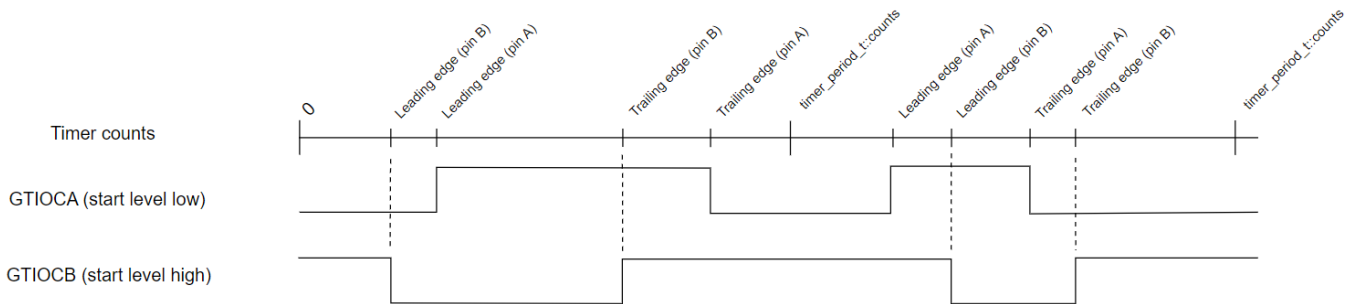 0
Leading edge (pin B)
Leading edge (pin A)
Trailing edge (pin B)
Trailing edge (pin A)
timer_period_t::counts
Leading edge (pin A)
Leading edge (pin B)
Trailing edge (pin A)
Trailing edge (pin B)
timer_period_t::counts
Timer counts
GTIOCA (start level low)
GTIOCB (start level high)